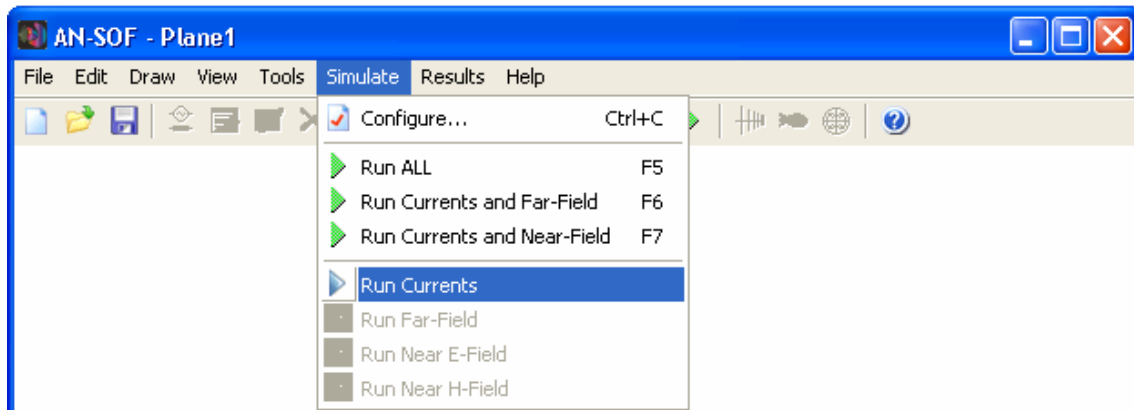 AN-SOF - Plane1
File Edit Draw View Tools Simulate Results Help
Configure... Ctrl+C
Run ALL F5
Run Currents and Far-Field F6
Run Currents and Near-Field F7
Run Currents
Run Far-Field
Run Near E-Field
Run Near H-Field